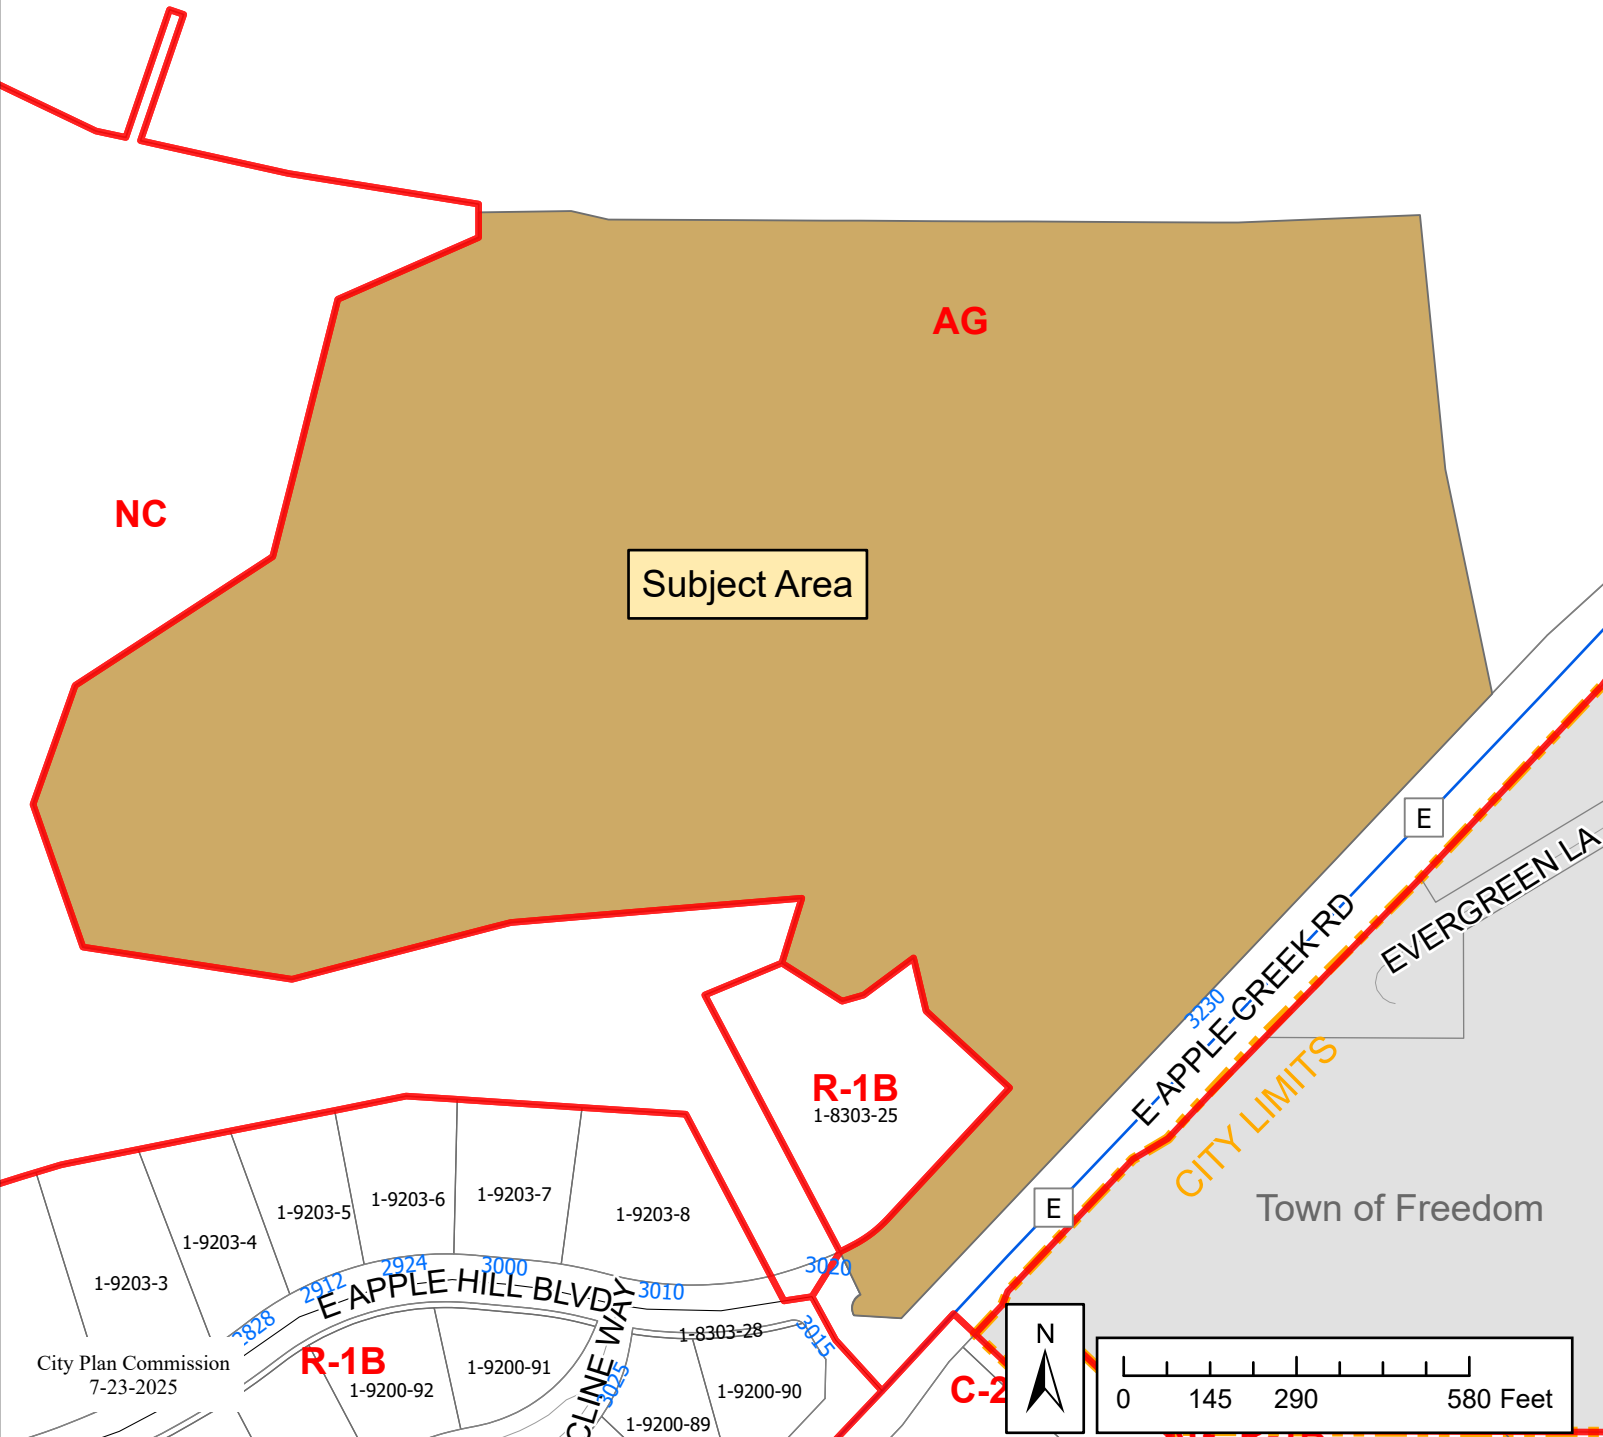 AG
NC
Subject Area
E
EVERGREEN LA
E APPLE CREEK RD
3230
CITY LIMITS
R-1B
1-8303-25
E
Town of Freedom
1-9203-3
1-9203-4
1-9203-5
1-9203-6
1-9203-7
1-9203-8
2828
2912
2924
3000
3010
3020
E APPLE HILL BLVD
1-8303-28
3015
City Plan Commission
7-23-2025
R-1B
1-9200-92
1-9200-91
CLINE WAY
3025
1-9200-90
1-9200-89
C-2
N
0 145 290 580 Feet